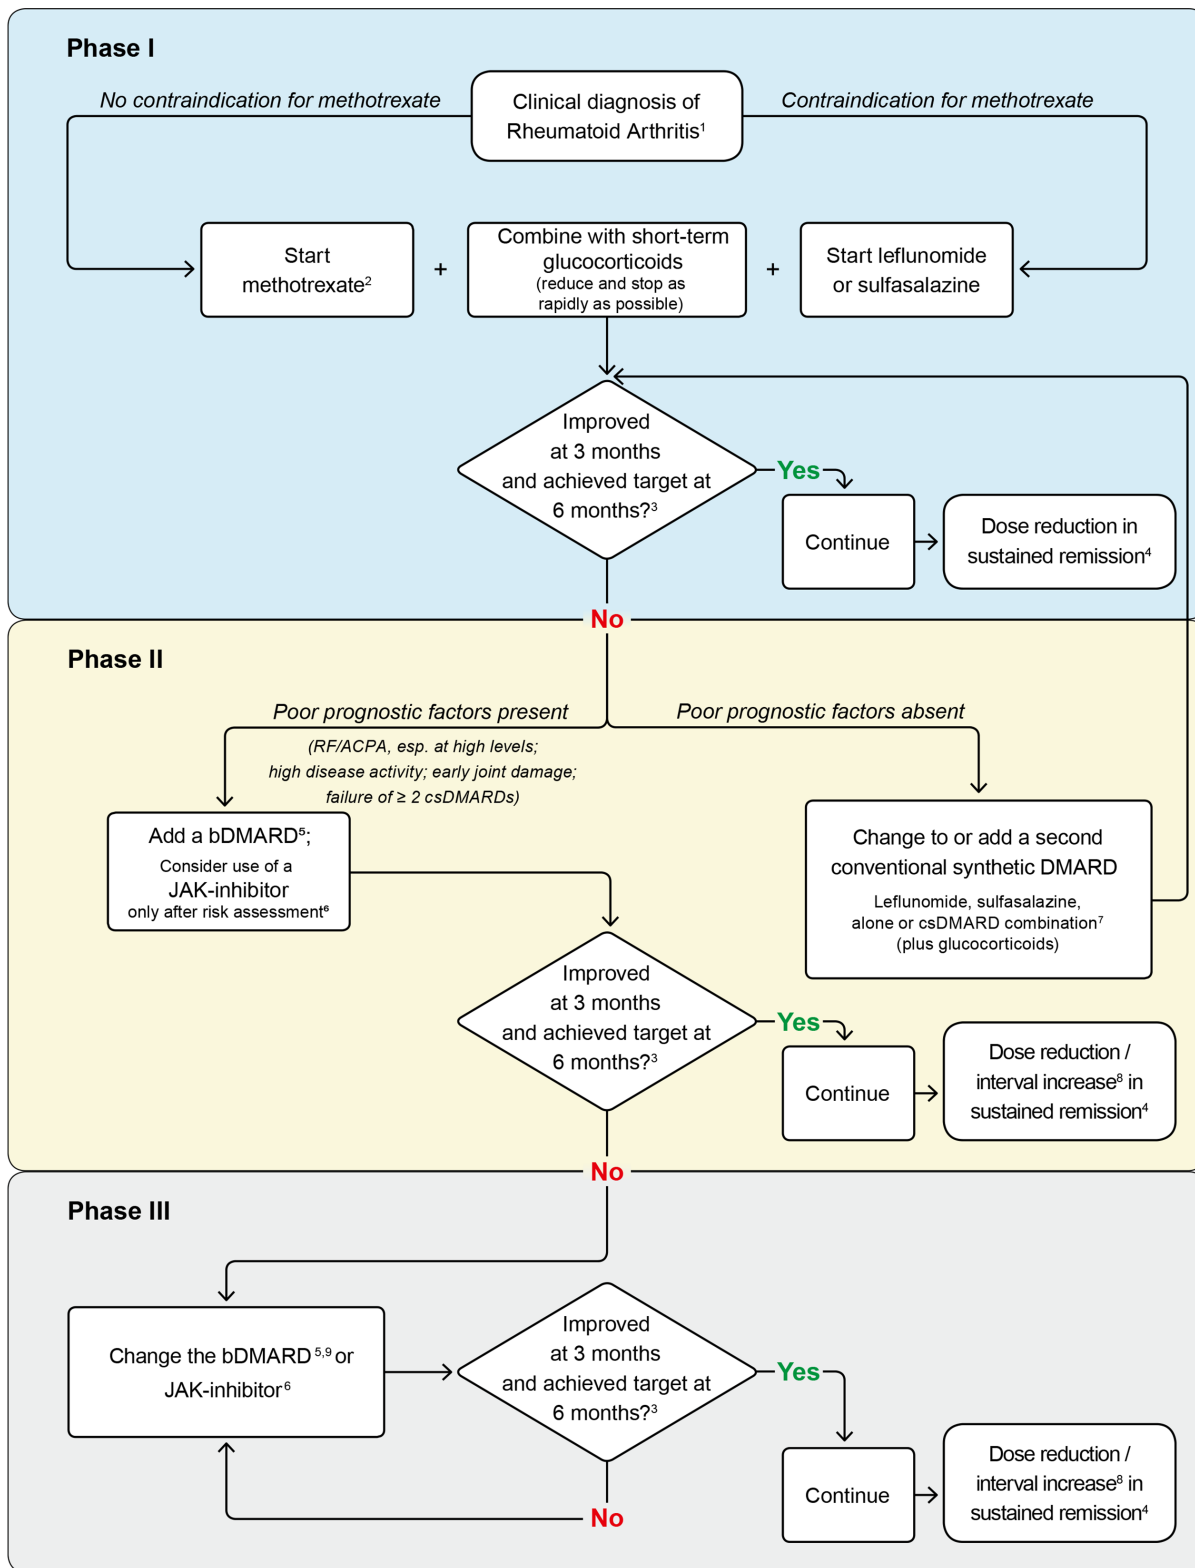 Phase I
No contraindication for methotrexate
Clinical diagnosis of
Rheumatoid Arthritis¹
Contraindication for methotrexate
Start
methotrexate²
+
Combine with short-term
glucocorticoids
(reduce and stop as
rapidly as possible)
+
Start leflunomide
or sulfasalazine
Improved
at 3 months
and achieved target at
6 months?³
Yes
Continue
Dose reduction in
sustained remission⁴
No
Phase II
Poor prognostic factors present
(RF/ACPA, esp. at high levels;
high disease activity; early joint damage;
failure of ≥ 2 csDMARDs)
Poor prognostic factors absent
Add a bDMARD⁵;
Consider use of a
JAK-inhibitor
only after risk assessment⁶
Change to or add a second
conventional synthetic DMARD
Leflunomide, sulfasalazine,
alone or csDMARD combination⁷
(plus glucocorticoids)
Improved
at 3 months
and achieved target at
6 months?³
Yes
Continue
Dose reduction /
interval increase⁸ in
sustained remission⁴
No
Phase III
Change the bDMARD⁵,⁹ or
JAK-inhibitor⁶
Improved
at 3 months
and achieved target at
6 months?³
Yes
Continue
Dose reduction /
interval increase⁸ in
sustained remission⁴
No